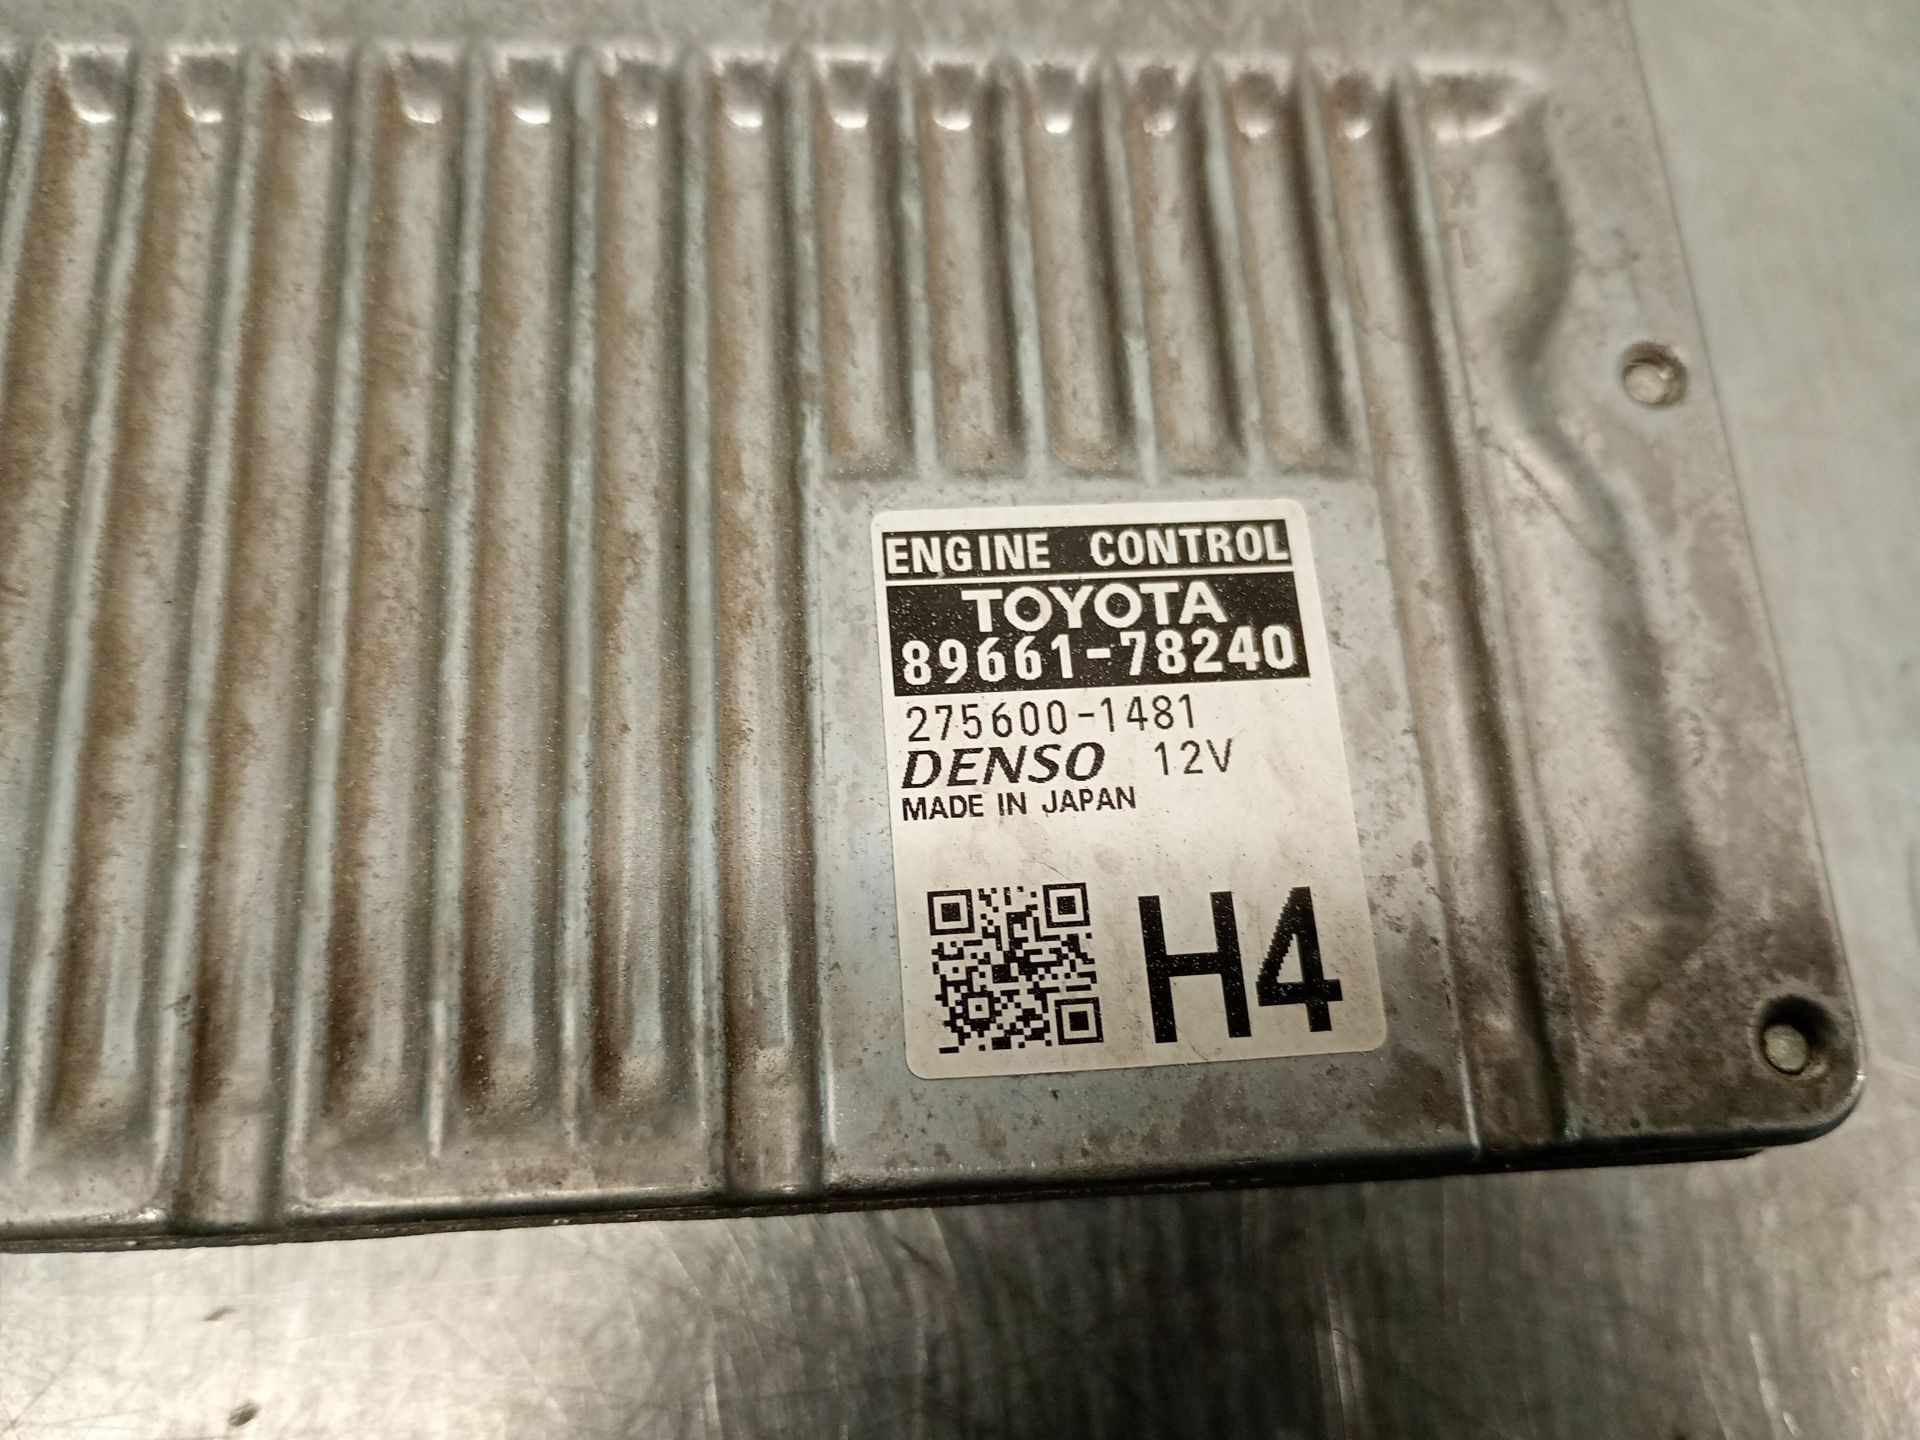 ENGINE CONTROL
TOYOTA
89661-78240
275600-1481
DENSO 12V
MADE IN JAPAN
H4